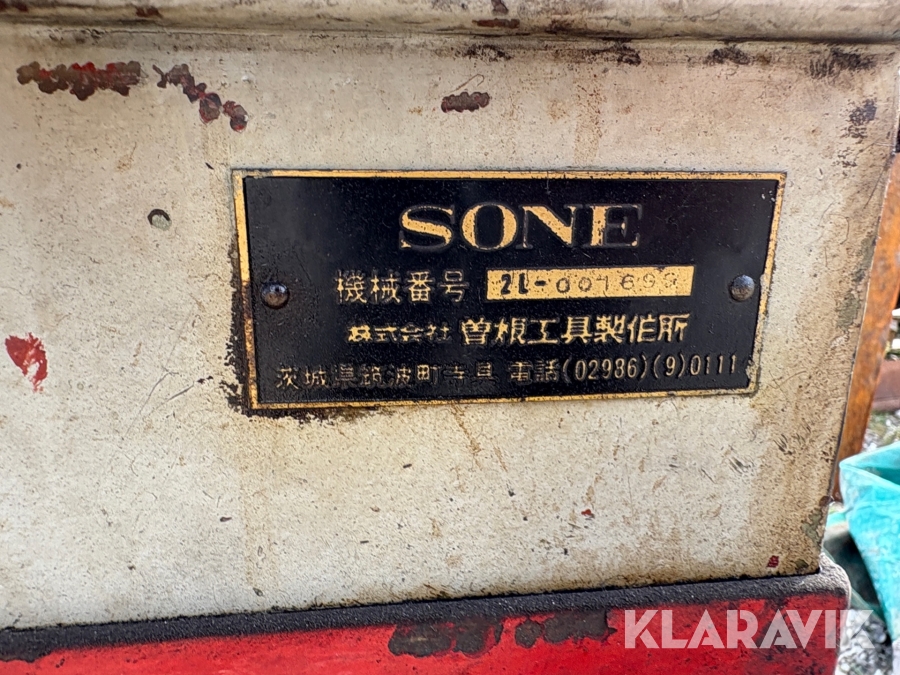 SONE
機械番号 2L-001695
株式会社 曽根工具製作所
茨城県筑波町寺具 電話(02986)(9)0111
KLARAVIK